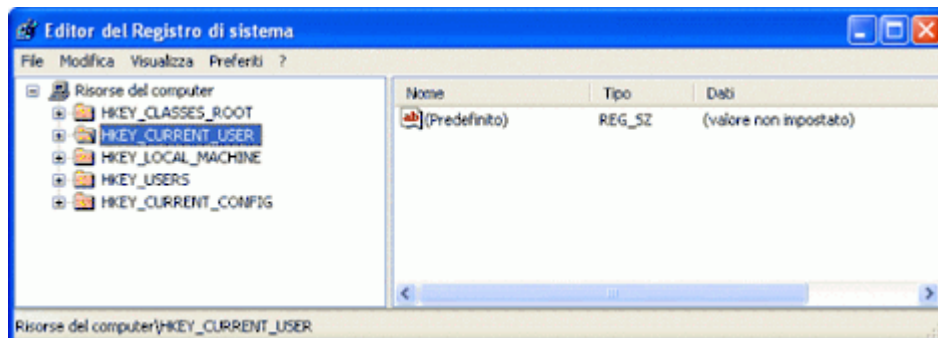 Editor del Registro di sistema
File Modifica Visualizza Preferiti ?
Risorse del computer
HKEY_CLASSES_ROOT
HKEY_CURRENT_USER
HKEY_LOCAL_MACHINE
HKEY_USERS
HKEY_CURRENT_CONFIG
Nome Tipo Dati
ab (Predefinito) REG_SZ (valore non impostato)
Risorse del computer\HKEY_CURRENT_USER